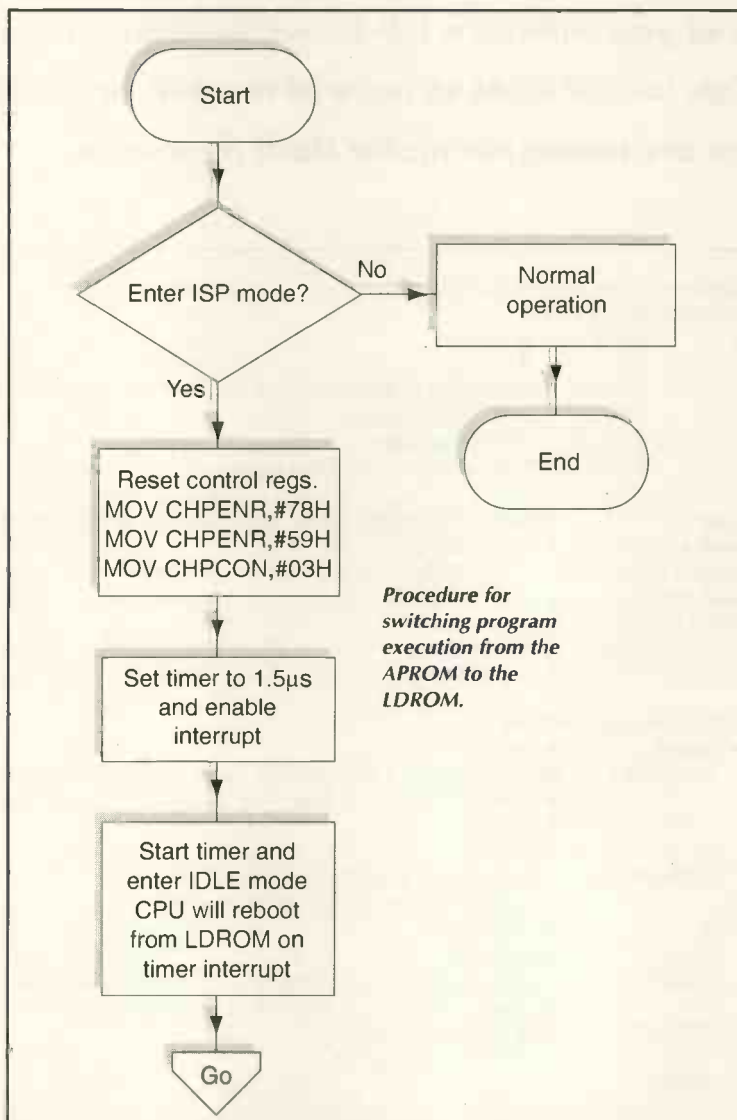 Start
Enter ISP mode?
No
Normal
operation
End
Yes
Reset control regs.
MOV CHPENR,#78H
MOV CHPENR,#59H
MOV CHPCON,#03H
Procedure for
switching program
execution from the
APROM to the
LDROM.
Set timer to 1.5µs
and enable
interrupt
Start timer and
enter IDLE mode
CPU will reboot
from LDROM on
timer interrupt
Go